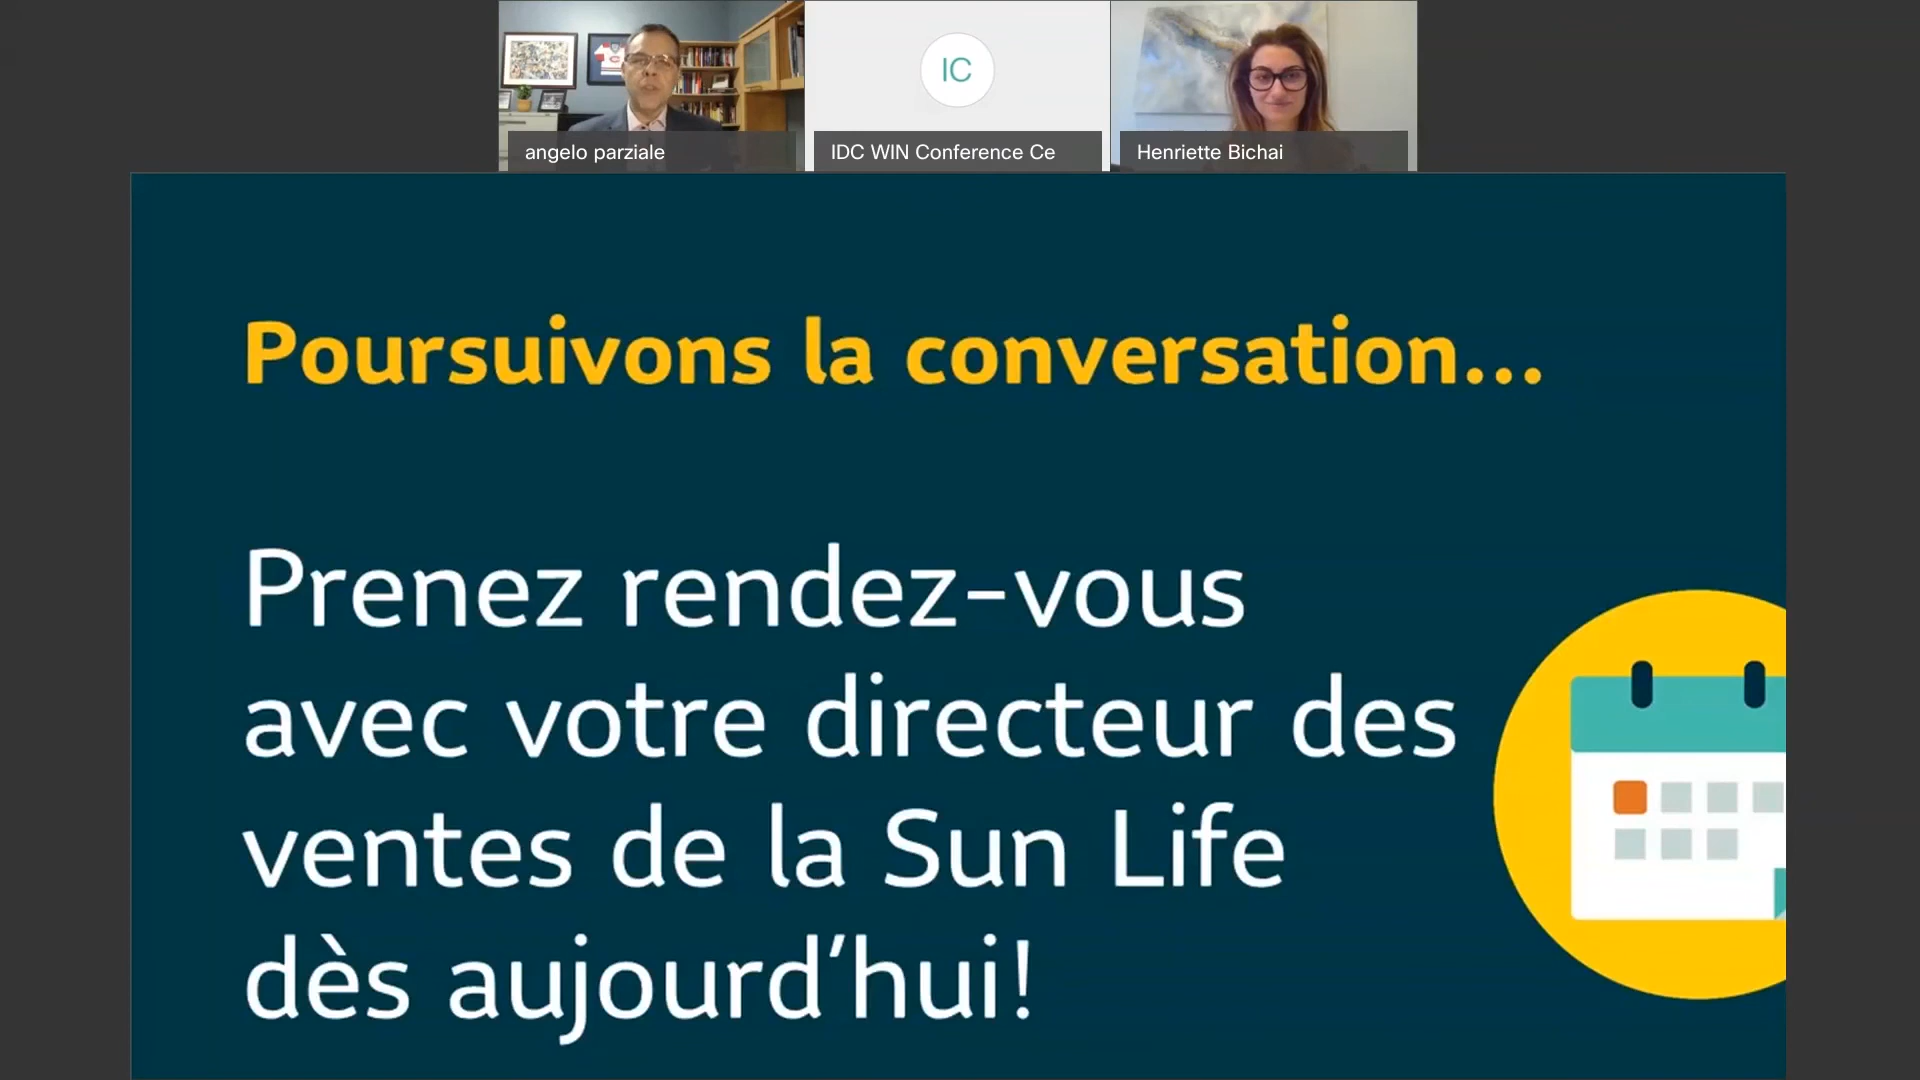 IC
angelo parziale
IDC WIN Conference Ce
Henriette Bichai
Poursuivons la conversation...
Prenez rendez-vous
avec votre directeur des
ventes de la Sun Life
dès aujourd'hui!